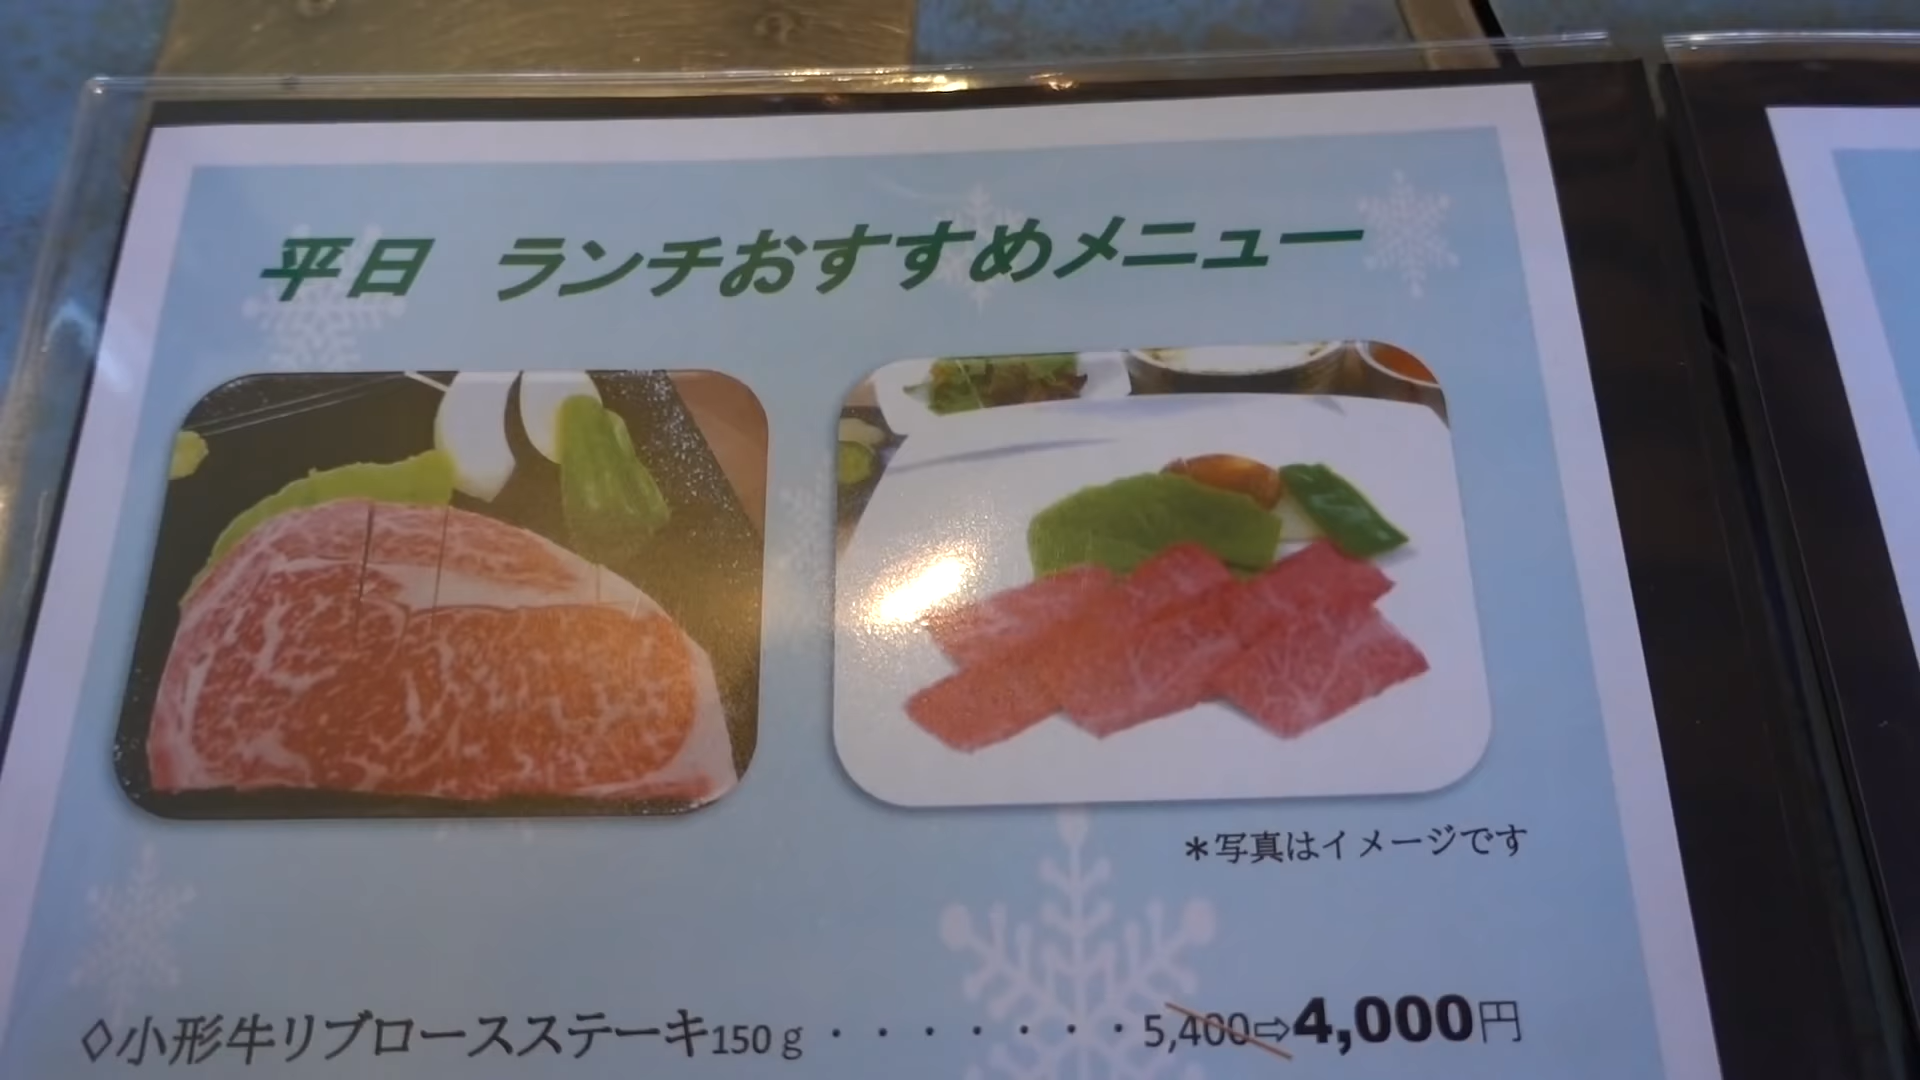 平日 ランチおすすめメニュー
＊写真はイメージです
◇小形牛リブロースステーキ150ｇ・・・・・・・5,400⇨4,000円